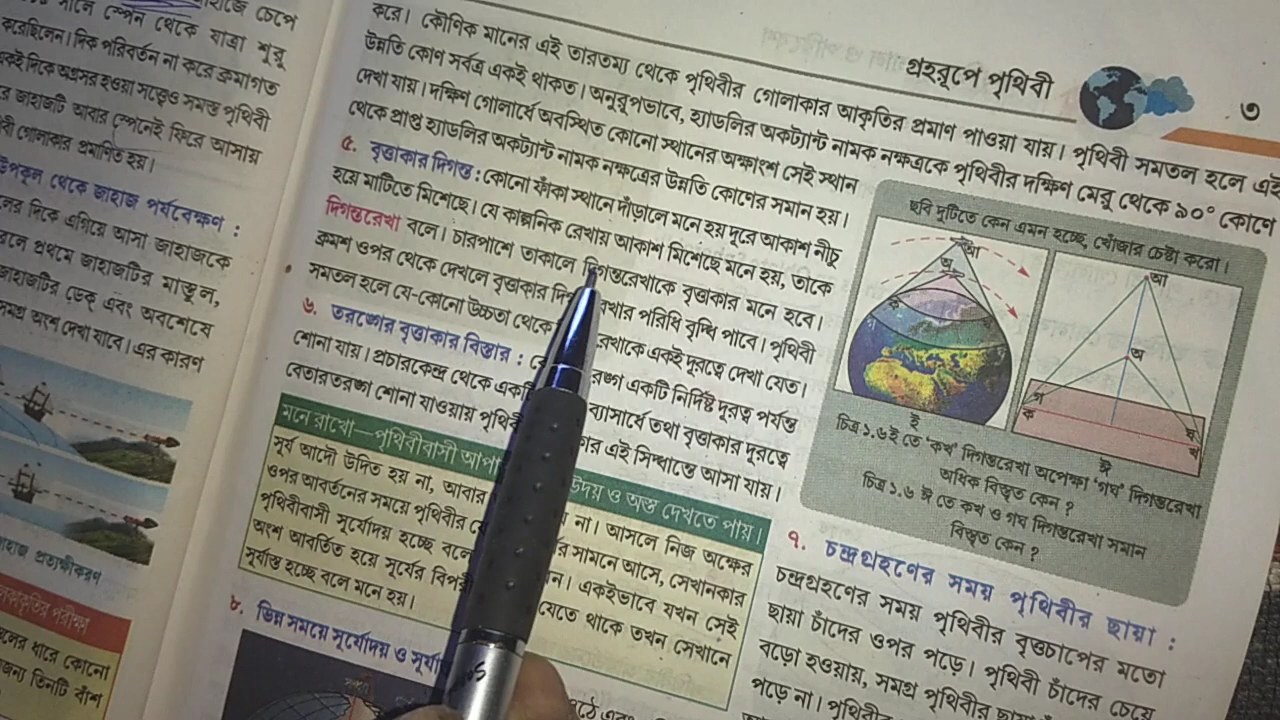 সালে স্পেন থেকে যাত্রা শুরু
করেছিলেন। দিক পরিবর্তন না করে ক্রমাগত
একই দিকে অগ্রসর হওয়া সত্ত্বেও সমস্ত পৃথিবী
জাহাজটি আবার স্পেনেই ফিরে আসায়
গোলাকার প্রমাণিত হয়।
উপকূল থেকে জাহাজ পর্যবেক্ষণ :
দিকে এগিয়ে আসা জাহাজকে
প্রথমে জাহাজটির মাস্তুল,
জাহাজটির ডেক্ এবং অবশেষে
সমগ্র অংশ দেখা যাবে। এর কারণ
জাহাজ প্রত্যক্ষীকরণ
ধারে কোনো
তিনটি বাঁশ
গ্রহরূপে পৃথিবী ৩
করে। কৌণিক মানের এই তারতম্য থেকে পৃথিবীর গোলাকার আকৃতির প্রমাণ পাওয়া যায়। পৃথিবী সমতল হলে এই
উন্নতি কোণ সর্বত্র একই থাকত। অনুরূপভাবে, হ্যাডলির অকট্যান্ট নামক নক্ষত্রকে পৃথিবীর দক্ষিণ মেরু থেকে ৯০° কোণে
দেখা যায়। দক্ষিণ গোলার্ধে অবস্থিত কোনো স্থানের অক্ষাংশ সেই স্থান
থেকে প্রাপ্ত হ্যাডলির অকট্যান্ট নামক নক্ষত্রের উন্নতি কোণের সমান হয়।
৫. বৃত্তাকার দিগন্ত : কোনো ফাঁকা স্থানে দাঁড়ালে মনে হয় দূরে আকাশ নীচু
হয়ে মাটিতে মিশেছে। যে কাল্পনিক রেখায় আকাশ মিশেছে মনে হয়, তাকে
দিগন্তরেখা বলে। চারপাশে তাকালে দিগন্তরেখাকে বৃত্তাকার মনে হবে।
ক্রমশ ওপর থেকে দেখলে বৃত্তাকার পরিধি বৃদ্ধি পাবে। পৃথিবী
সমতল হলে যে-কোনো উচ্চতা থেকে একই দূরত্বে দেখা যেত।
৬. তরঙ্গের বৃত্তাকার বিস্তার : একটি নির্দিষ্ট দূরত্ব পর্যন্ত
শোনা যায়। প্রচারকেন্দ্র থেকে ব্যাসার্ধে তথা বৃত্তাকার দূরত্বে
বেতারতরঙ্গ শোনা যাওয়ায় এই সিদ্ধান্তে আসা যায়।
মনে রাখো—পৃথিবীবাসী উদয় ও অস্ত দেখতে পায়।
সূর্য আদৌ উদিত হয় না, আবার না। আসলে নিজ অক্ষের
ওপর আবর্তনের সময়ে পৃথিবীর সামনে আসে, সেখানকার
পৃথিবীবাসী সূর্যোদয় হচ্ছে বলে একইভাবে যখন সেই
অংশ আবর্তিত হয়ে সূর্যের যেতে থাকে তখন সেখানে
সূর্যাস্ত হচ্ছে বলে মনে হয়।
৮. ভিন্ন সময়ে সূর্যোদয় ও
ছবি দুটিতে কেন এমন হচ্ছে, খোঁজার চেষ্টা করো।
আ
অ
ক
গ
ই
আ
অ
গ
ক
ঘ
খ
ঈ
চিত্র ১.৬ই তে 'কখ' দিগন্তরেখা অপেক্ষা 'গঘ' দিগন্তরেখা
অধিক বিস্তৃত কেন ?
চিত্র ১.৬ ঈ তে কখ ও গঘ দিগন্তরেখা সমান
বিস্তৃত কেন ?
৭. চন্দ্রগ্রহণের সময় পৃথিবীর ছায়া :
চন্দ্রগ্রহণের সময় পৃথিবীর বৃত্তচাপের মতো
ছায়া চাঁদের ওপর পড়ে। পৃথিবী চাঁদের চেয়ে
বড়ো হওয়ায়, সমগ্র পৃথিবীর
পড়ে না।